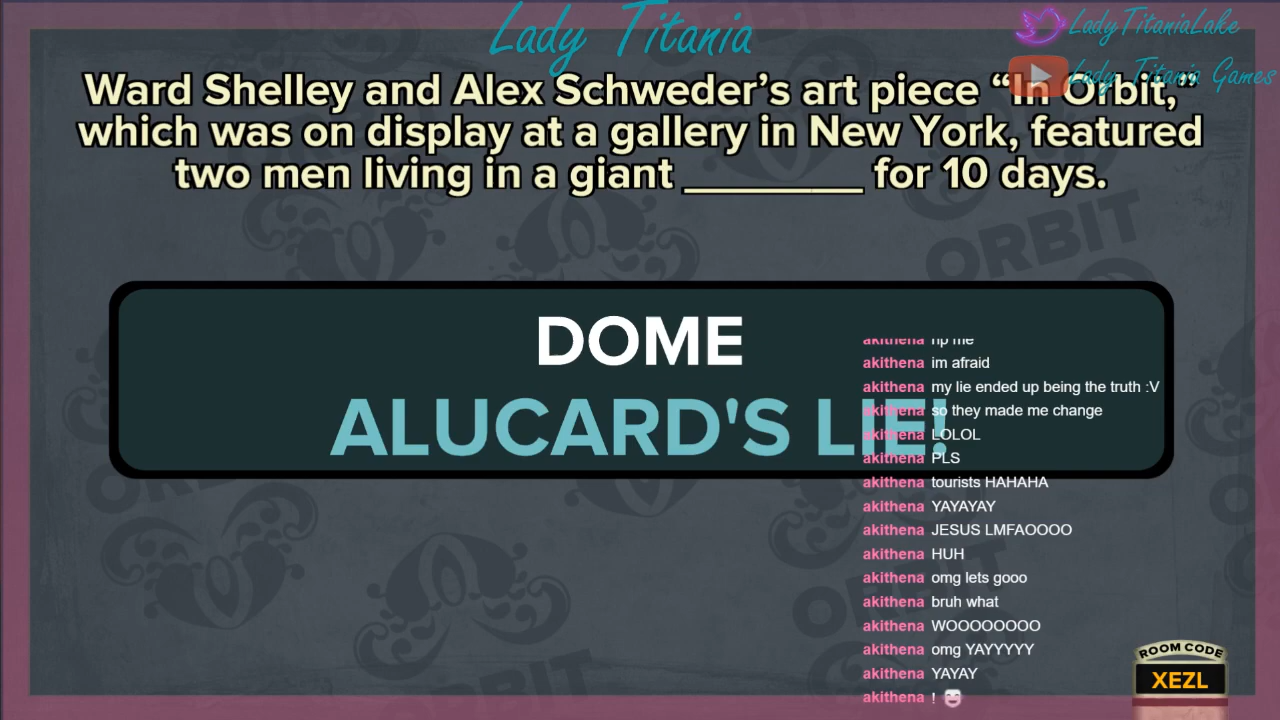 Lady Titania
LadyTitaniaLake
Lady Titania Games
Ward Shelley and Alex Schweder’s art piece “In Orbit,”
which was on display at a gallery in New York, featured
two men living in a giant ________ for 10 days.
ORBIT
DOME
ALUCARD'S LIE!
akithena rip me
akithena im afraid
akithena my lie ended up being the truth :V
akithena so they made me change
akithena LOLOL
akithena PLS
akithena tourists HAHAHA
akithena YAYAYAY
akithena JESUS LMFAOOOO
akithena HUH
akithena omg lets gooo
akithena bruh what
akithena WOOOOOOOO
akithena omg YAYYYYY
akithena YAYAY
akithena !
ROOM CODE
XEZL